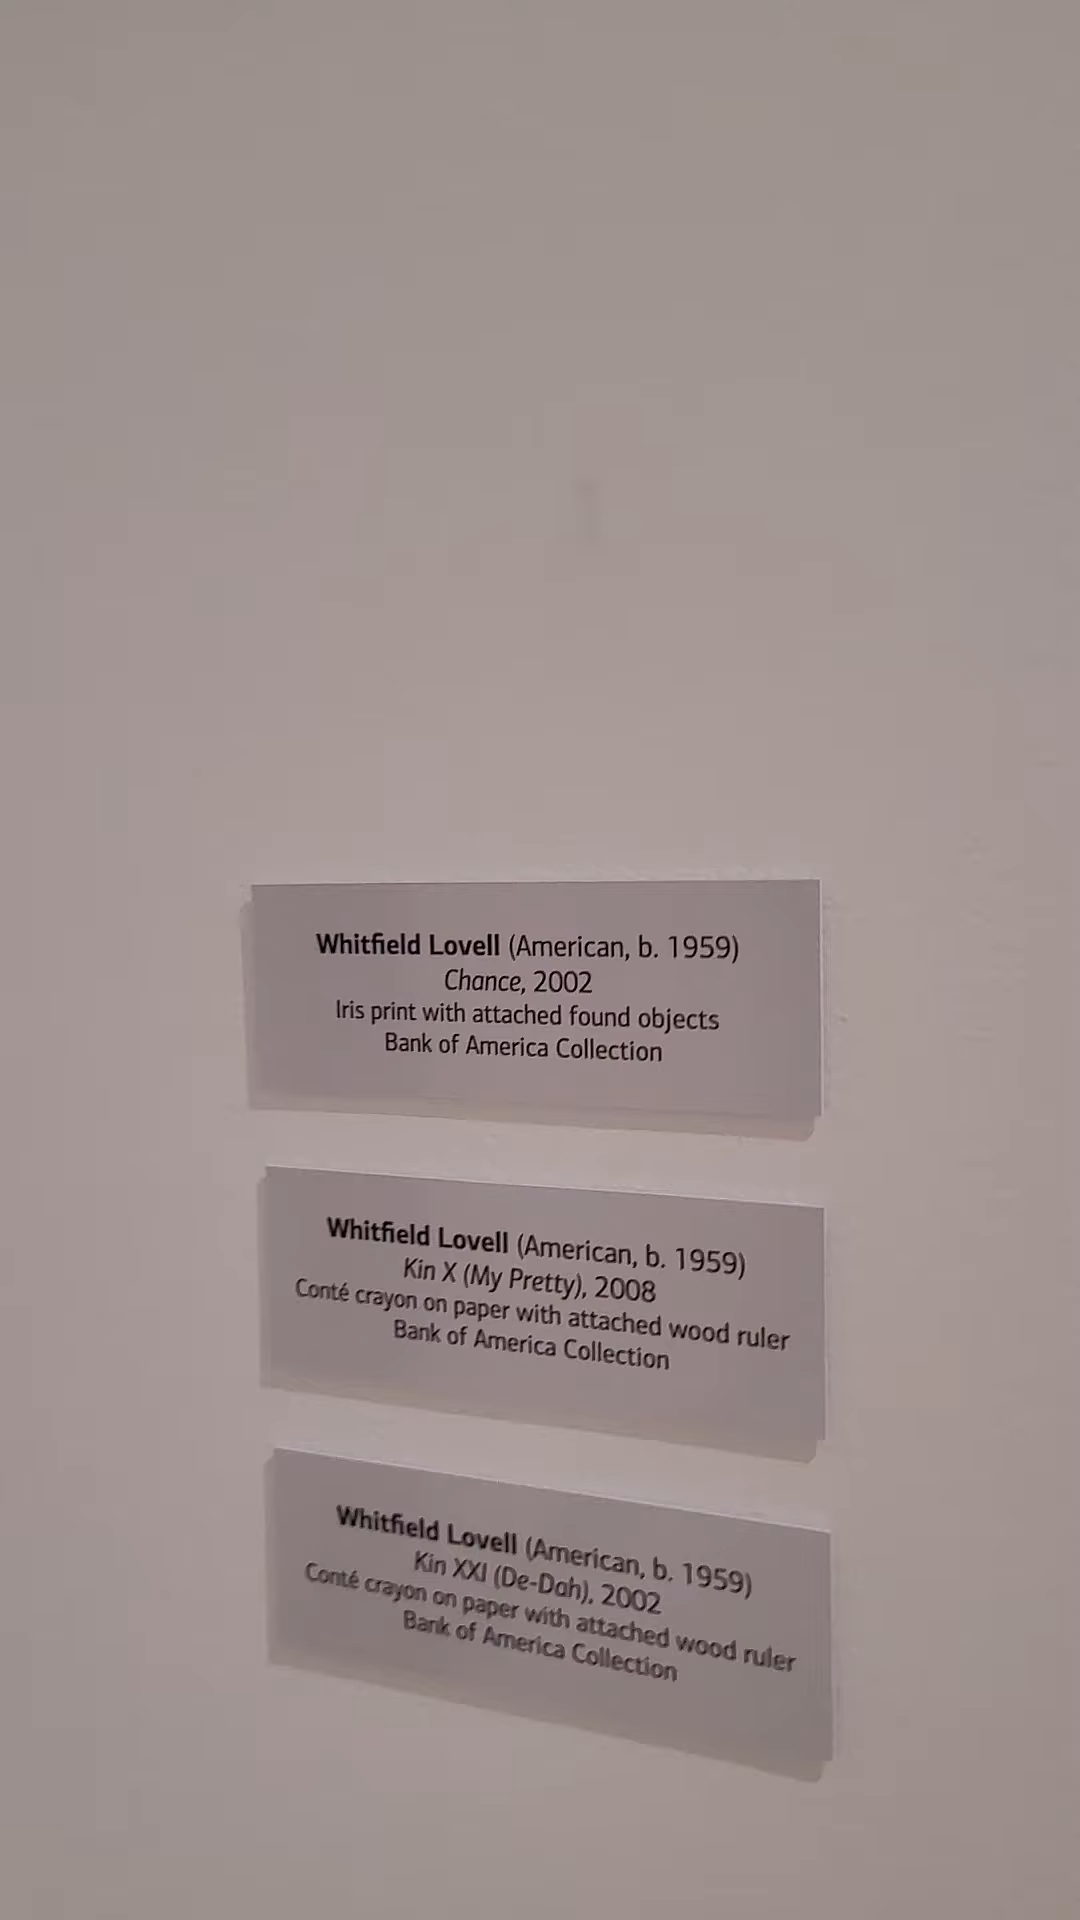 Whitfield Lovell (American, b. 1959)
Chance, 2002
Iris print with attached found objects
Bank of America Collection
Whitfield Lovell (American, b. 1959)
Kin X (My Pretty), 2008
Conté crayon on paper with attached wood ruler
Bank of America Collection
Whitfield Lovell (American, b. 1959)
Kin XXI (De-Dah), 2002
Conté crayon on paper with attached wood ruler
Bank of America Collection